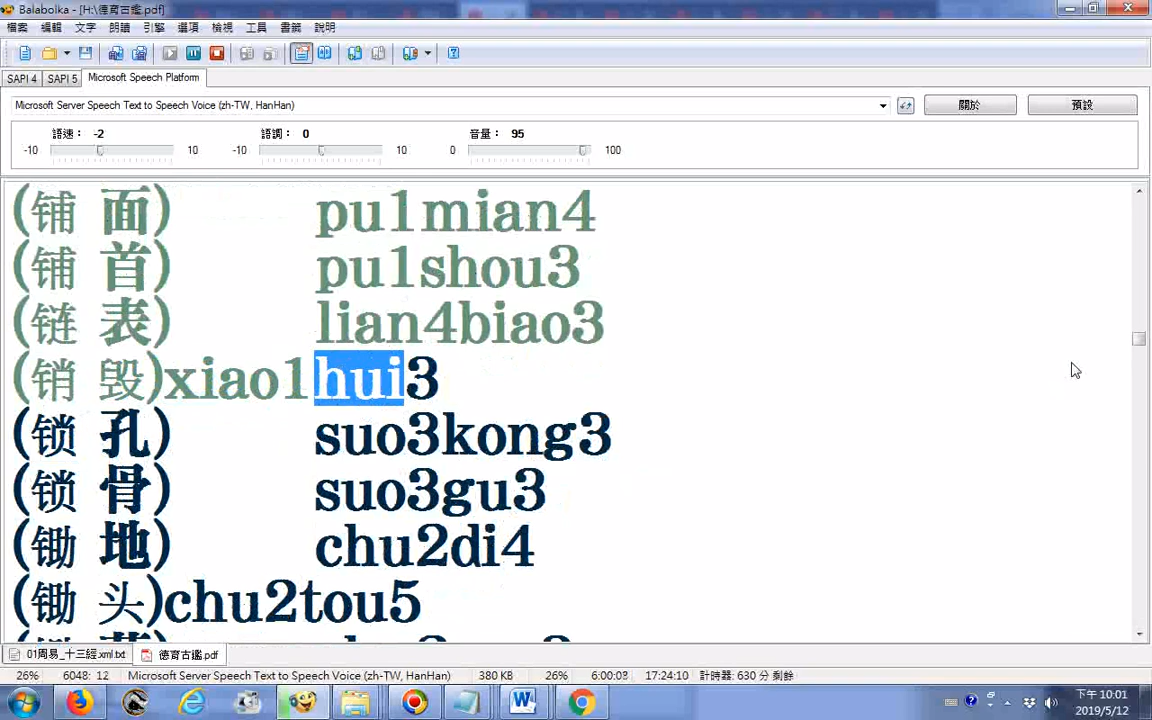 Balabolka - [H:\德育古鑑.pdf]
檔案 編輯 文字 朗讀 引擎 選項 檢視 工具 書籤 說明
SAPI 4 SAPI 5 Microsoft Speech Platform
Microsoft Server Speech Text to Speech Voice (zh-TW, HanHan) 關於 預設
語速： -2 語調： 0 音量： 95
-10 10 -10 10 0 100
(铺 面) pu1mian4
(铺 首) pu1shou3
(链 表) lian4biao3
(销 毁)xiao1hui3
(锁 孔) suo3kong3
(锁 骨) suo3gu3
(锄 地) chu2di4
(锄 头)chu2tou5
01周易_十三經.xml.txt 德育古鑑.pdf
26% 6048: 12 Microsoft Server Speech Text to Speech Voice (zh-TW, HanHan) 380 KB 26% 6:00:03 17:24:10 計時器: 630 分 剩餘
下午 10:01
2019/5/12